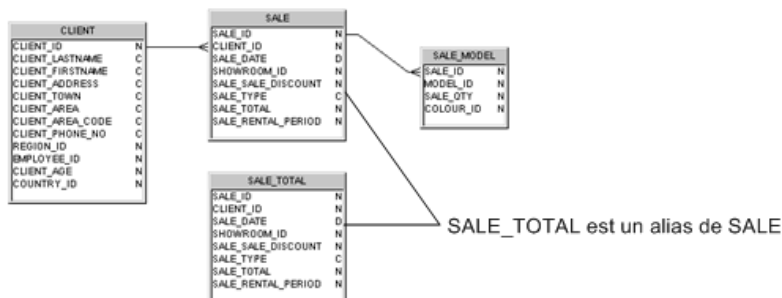 CLIENT
CLIENT_ID N
CLIENT_LASTNAME C
CLIENT_FIRSTNAME C
CLIENT_ADDRESS C
CLIENT_TOWN C
CLIENT_AREA C
CLIENT_AREA_CODE C
CLIENT_PHONE_NO C
REGION_ID N
EMPLOYEE_ID N
CLIENT_AGE N
COUNTRY_ID N
SALE
SALE_ID N
CLIENT_ID N
SALE_DATE D
SHOWROOM_ID N
SALE_SALE_DISCOUNT N
SALE_TYPE C
SALE_TOTAL N
SALE_RENTAL_PERIOD N
SALE_MODEL
SALE_ID N
MODEL_ID N
SALE_QTY N
COLOUR_ID N
SALE_TOTAL
SALE_ID N
CLIENT_ID N
SALE_DATE D
SHOWROOM_ID N
SALE_SALE_DISCOUNT N
SALE_TYPE C
SALE_TOTAL N
SALE_RENTAL_PERIOD N
SALE_TOTAL est un alias de SALE